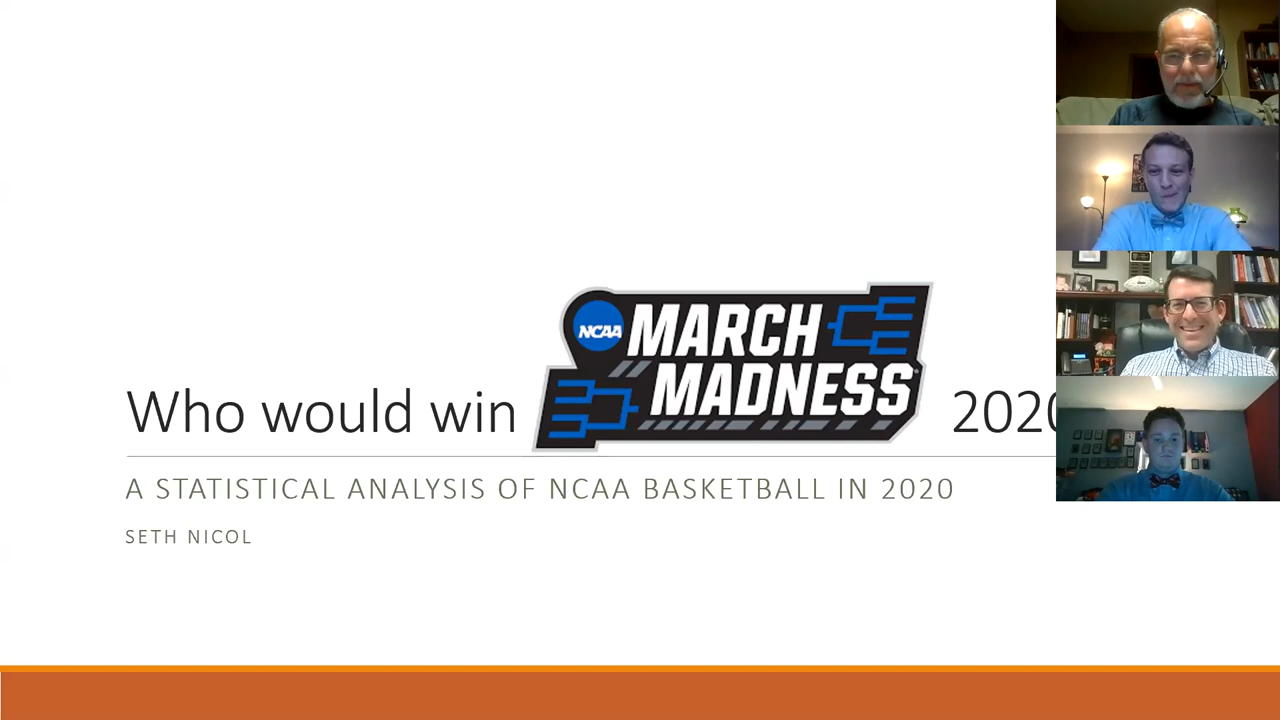 Who would win NCAA MARCH MADNESS 2020
A STATISTICAL ANALYSIS OF NCAA BASKETBALL IN 2020
SETH NICOL